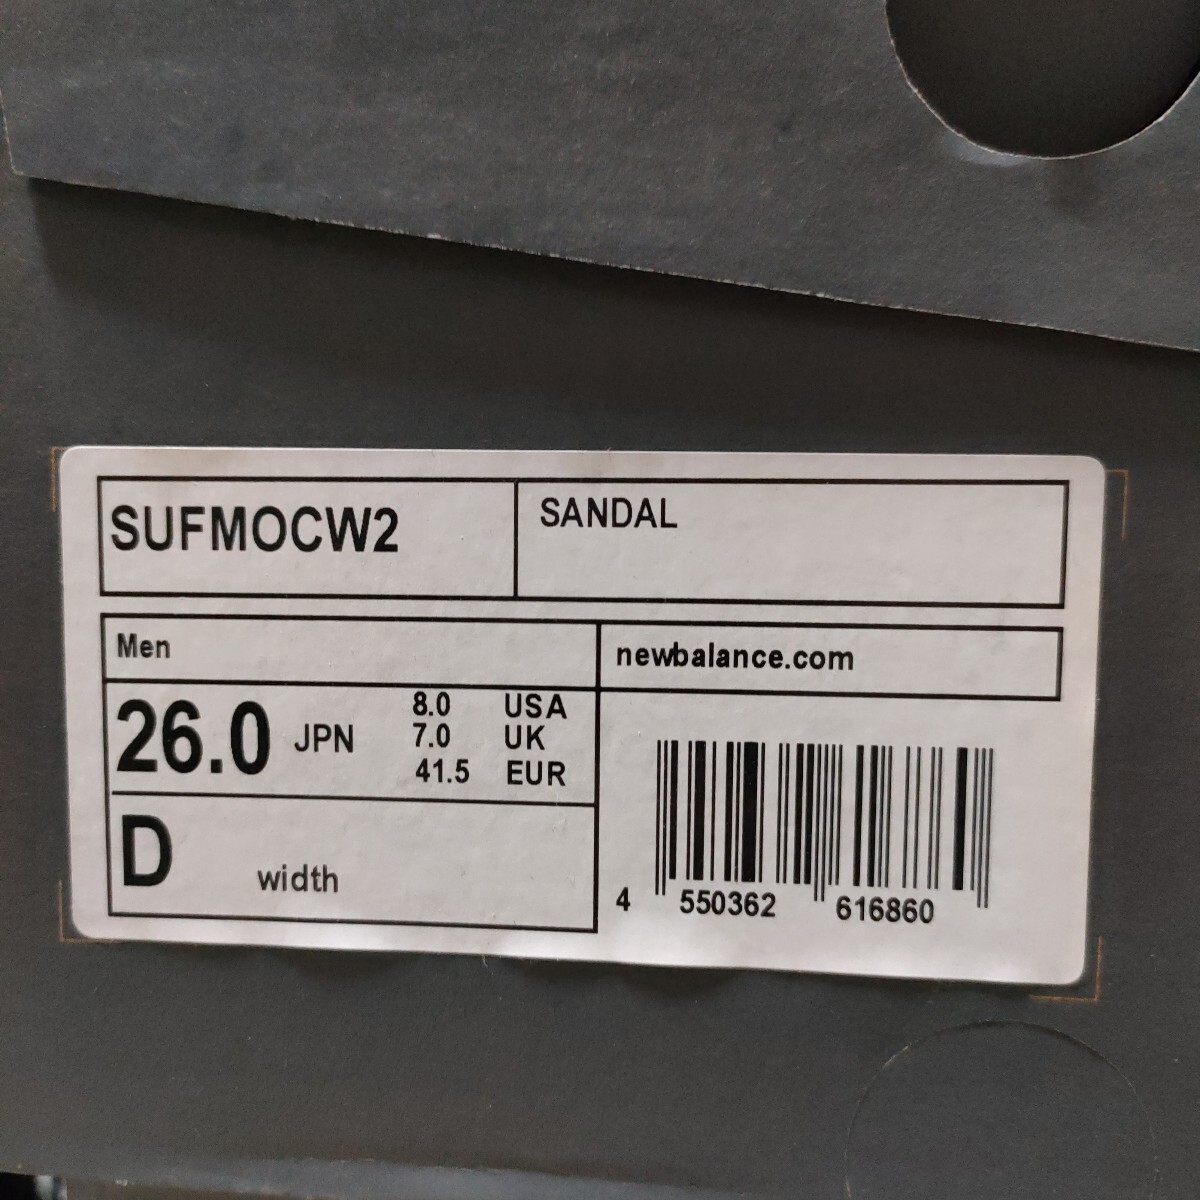 SUFMOCW2
SANDAL
Men
newbalance.com
26.0 JPN
8.0 USA
7.0 UK
41.5 EUR
D width
4 550362 616860